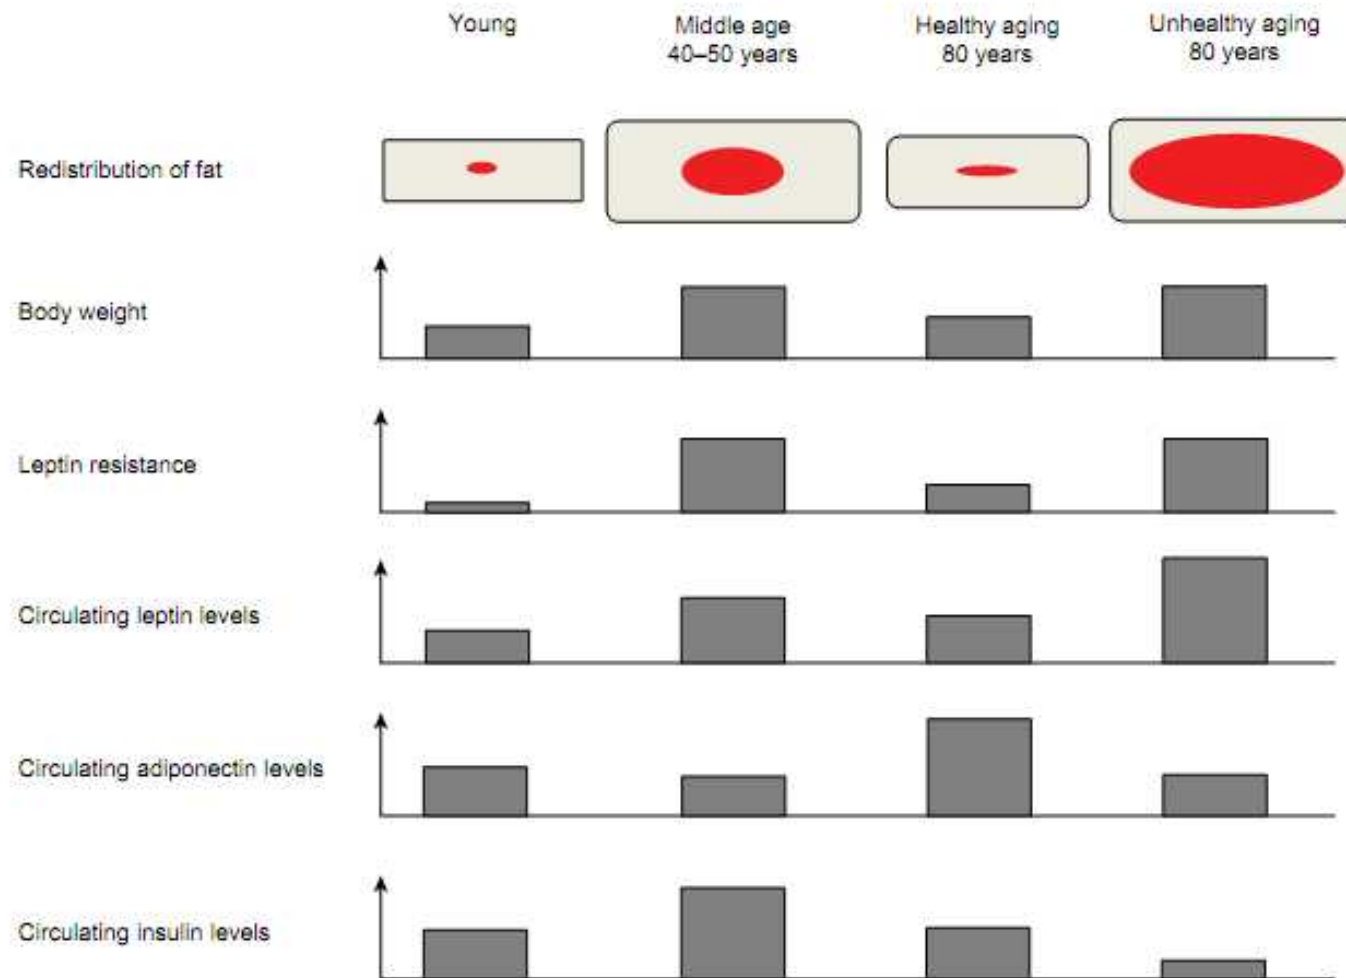 Young
Middle age
40–50 years
Healthy aging
80 years
Unhealthy aging
80 years
Redistribution of fat
Body weight
Leptin resistance
Circulating leptin levels
Circulating adiponectin levels
Circulating insulin levels